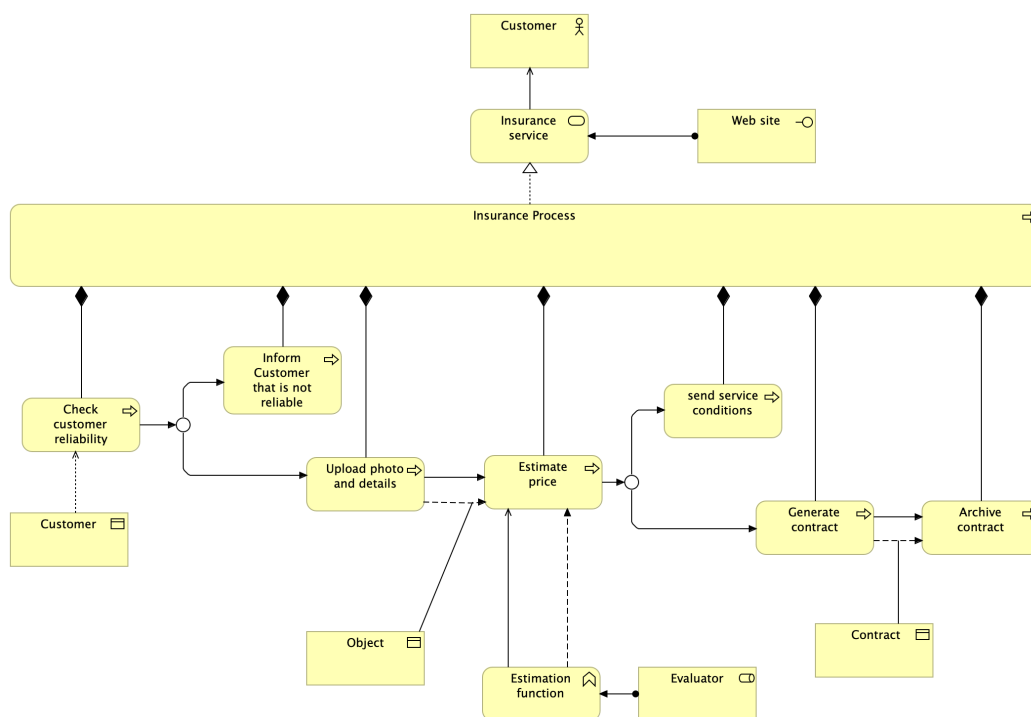 Customer
Insurance
service
Web site
Insurance Process
Inform
Customer
that is not
reliable
Check
customer
reliability
send service
conditions
Upload photo
and details
Estimate
price
Generate
contract
Archive
contract
Customer
Object
Contract
Estimation
function
Evaluator